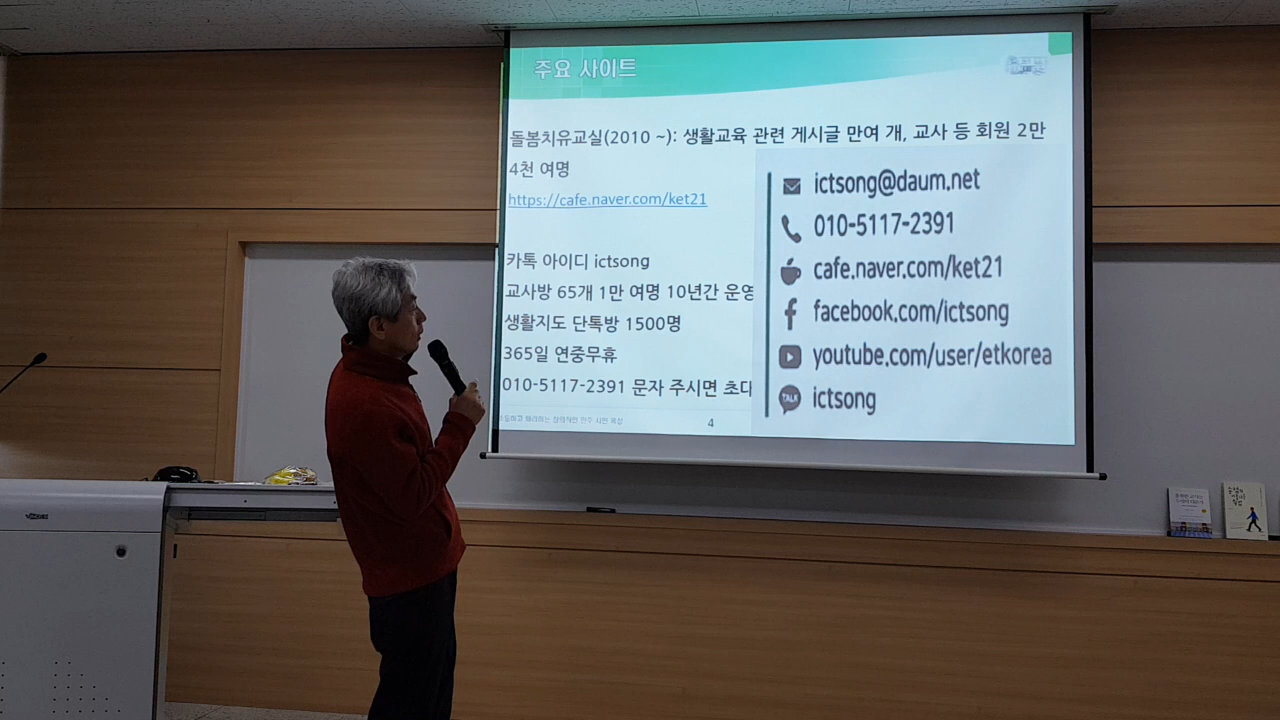 주요 사이트
돌봄치유교실(2010 ~): 생활교육 관련 게시글 만여 개, 교사 등 회원 2만
4천 여명
https://cafe.naver.com/ket21
카톡 아이디 ictsong
교사방 65개 1만 여명 10년간 운영
생활지도 단톡방 1500명
365일 연중무휴
010-5117-2391 문자 주시면 초대
4
ictsong@daum.net
010-5117-2391
cafe.naver.com/ket21
facebook.com/ictsong
youtube.com/user/etkorea
TALK
ictsong